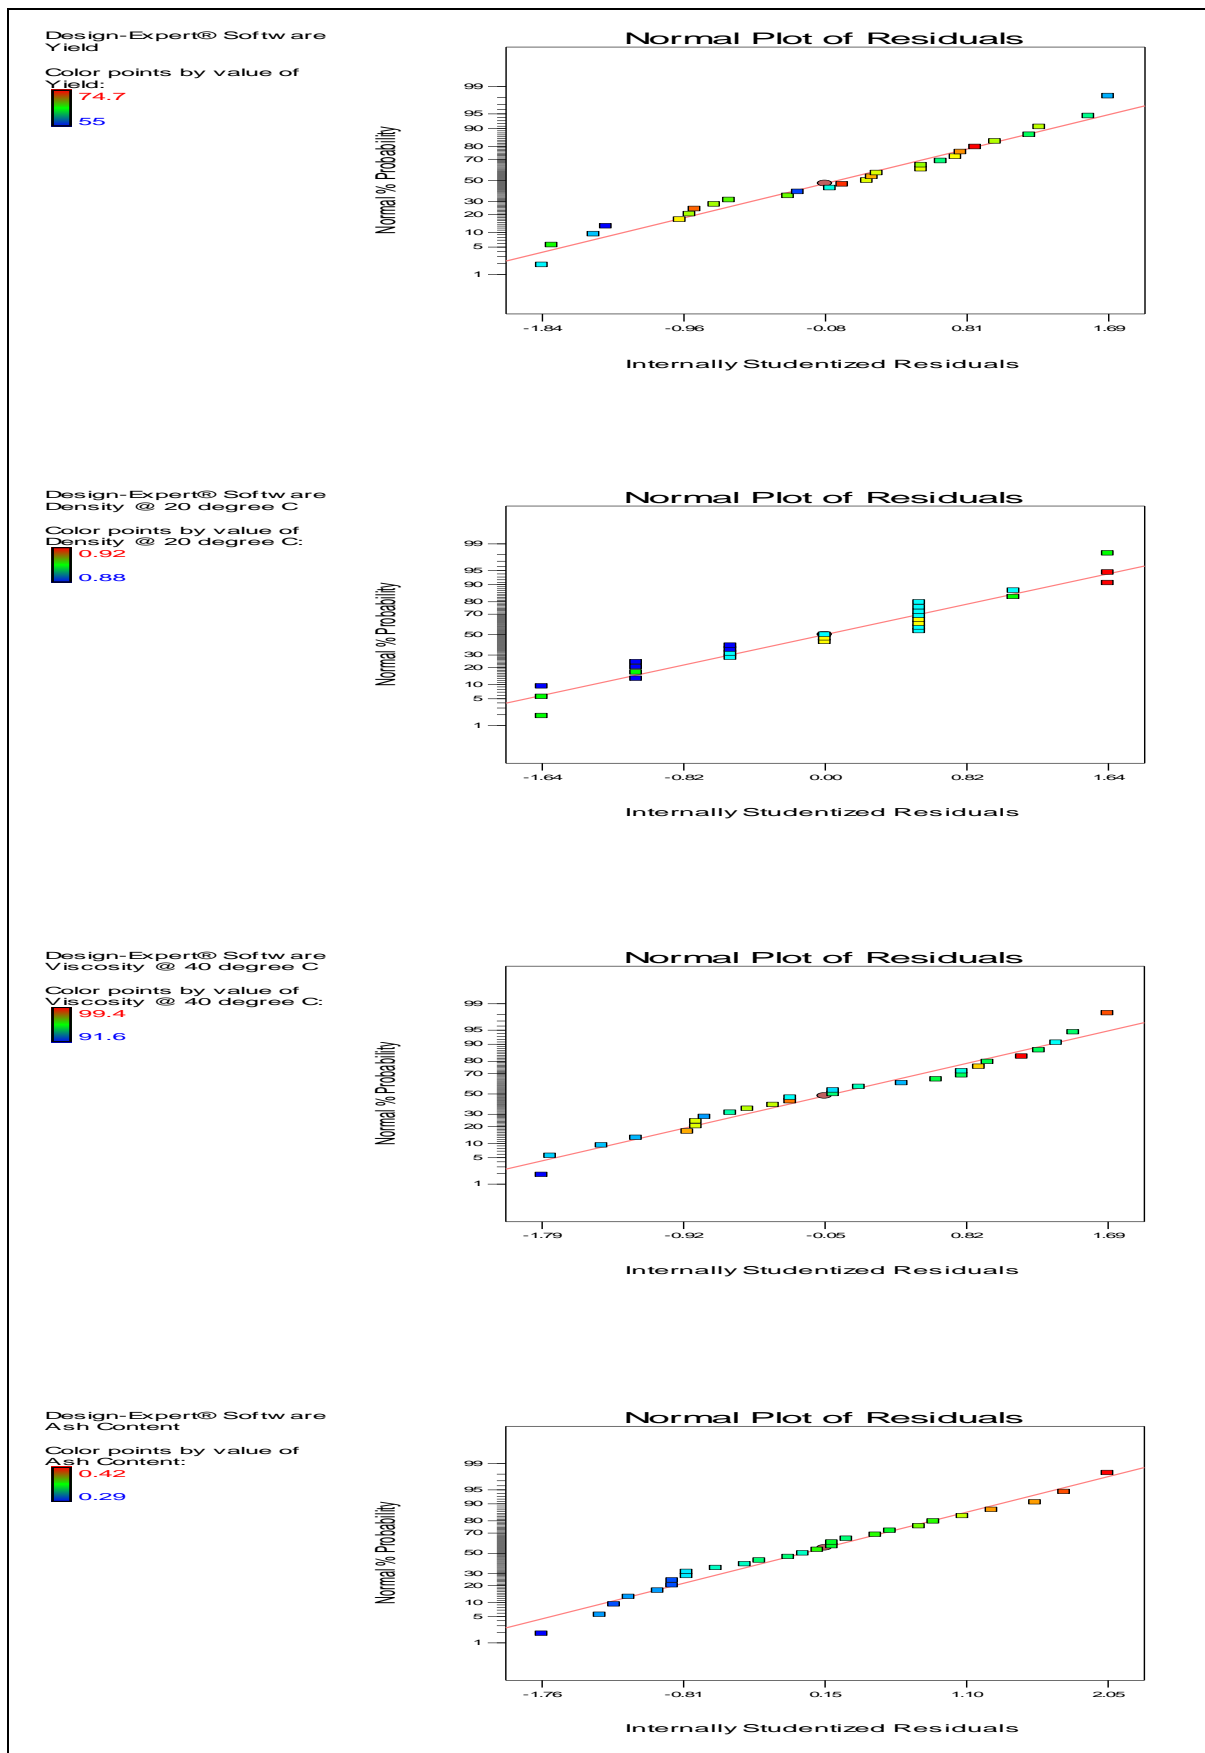 Design-Expert® Software
Yield
Color points by value of
Yield:
74.7
55
Normal Plot of Residuals
Normal % Probability
99
95
90
80
70
50
30
20
10
5
1
-1.84
-0.96
-0.08
0.81
1.69
Internally Studentized Residuals
Design-Expert® Software
Density @ 20 degree C
Color points by value of
Density @ 20 degree C:
0.92
0.88
Normal Plot of Residuals
Normal % Probability
99
95
90
80
70
50
30
20
10
5
1
-1.64
-0.82
0.00
0.82
1.64
Internally Studentized Residuals
Design-Expert® Software
Viscosity @ 40 degree C
Color points by value of
Viscosity @ 40 degree C:
99.4
91.6
Normal Plot of Residuals
Normal % Probability
99
95
90
80
70
50
30
20
10
5
1
-1.79
-0.92
-0.05
0.82
1.69
Internally Studentized Residuals
Design-Expert® Software
Ash Content
Color points by value of
Ash Content:
0.42
0.29
Normal Plot of Residuals
Normal % Probability
99
95
90
80
70
50
30
20
10
5
1
-1.76
-0.81
0.15
1.10
2.05
Internally Studentized Residuals